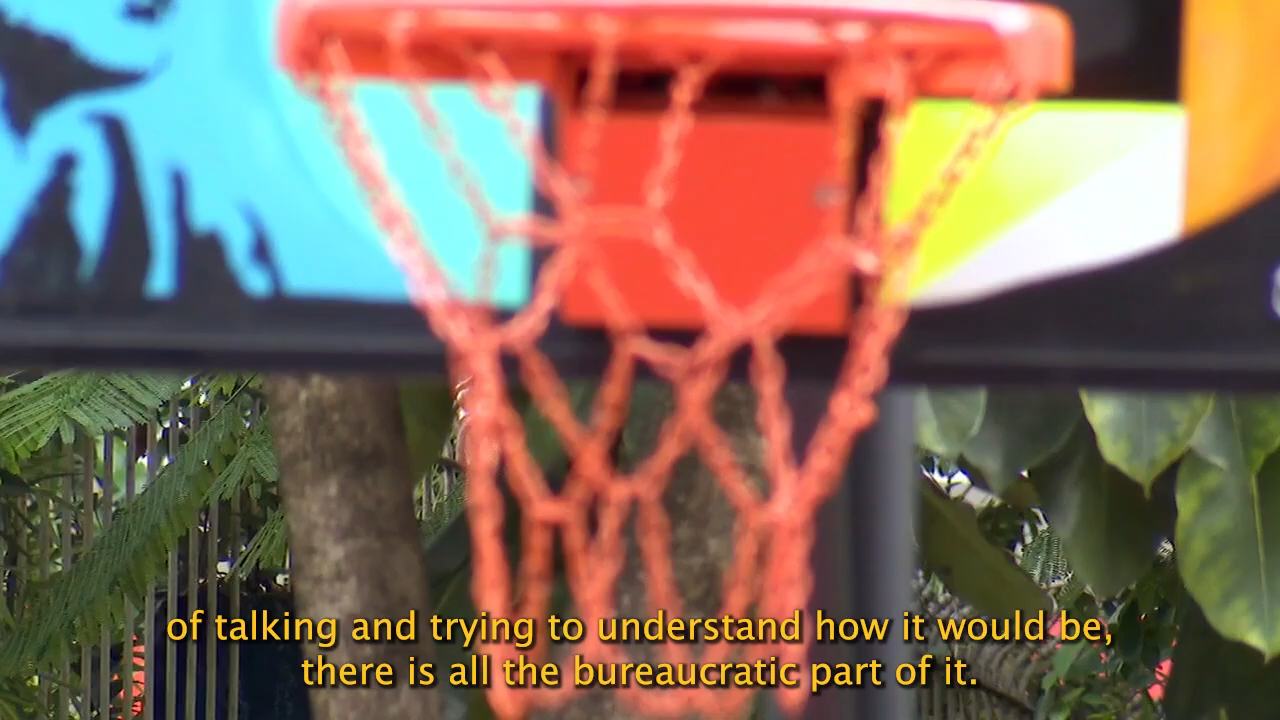 of talking and trying to understand how it would be,
there is all the bureaucratic part of it.